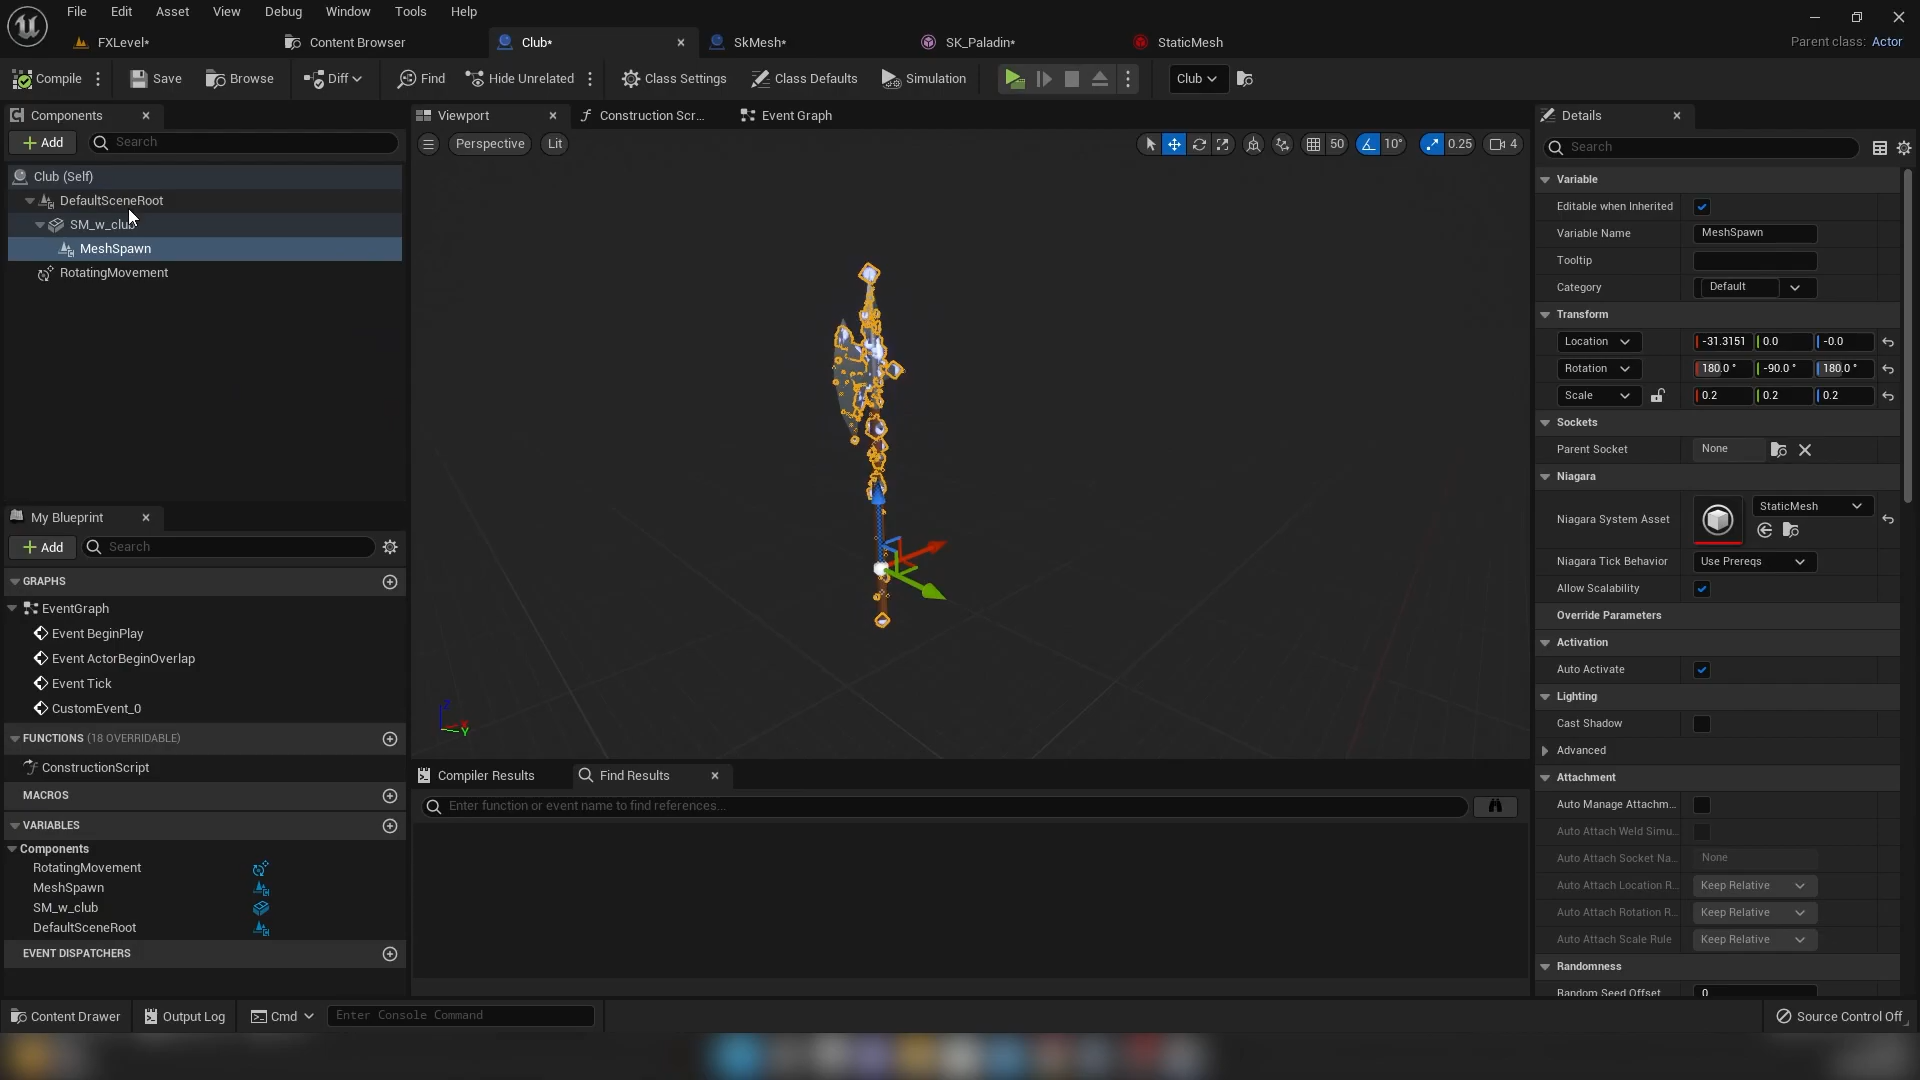 File Edit Asset View Debug Window Tools Help
FXLevel* Content Browser Club* SkMesh* SK_Paladin* StaticMesh Parent class: Actor
Compile Save Browse Diff Find Hide Unrelated Class Settings Class Defaults Simulation Club
Components
Add Search
Club (Self)
DefaultSceneRoot
SM_w_club
MeshSpawn
RotatingMovement
My Blueprint
Add Search
GRAPHS
EventGraph
Event BeginPlay
Event ActorBeginOverlap
Event Tick
CustomEvent_0
FUNCTIONS (18 OVERRIDABLE)
ConstructionScript
MACROS
VARIABLES
Components
RotatingMovement
MeshSpawn
SM_w_club
DefaultSceneRoot
EVENT DISPATCHERS
Viewport Construction Scr... Event Graph
Perspective Lit 50 10° 0.25 4
Z
X
Y
Compiler Results Find Results
Enter function or event name to find references...
Details
Search
Variable
Editable when Inherited
Variable Name MeshSpawn
Tooltip
Category Default
Transform
Location -31.3151 0.0 -0.0
Rotation 180.0 ° -90.0 ° 180.0 °
Scale 0.2 0.2 0.2
Sockets
Parent Socket None
Niagara
Niagara System Asset StaticMesh
Niagara Tick Behavior Use Prereqs
Allow Scalability
Override Parameters
Activation
Auto Activate
Lighting
Cast Shadow
Advanced
Attachment
Auto Manage Attachm...
Auto Attach Weld Simu...
Auto Attach Socket Na... None
Auto Attach Location R... Keep Relative
Auto Attach Rotation R... Keep Relative
Auto Attach Scale Rule Keep Relative
Randomness
Random Seed Offset 0
Content Drawer Output Log Cmd Enter Console Command Source Control Off